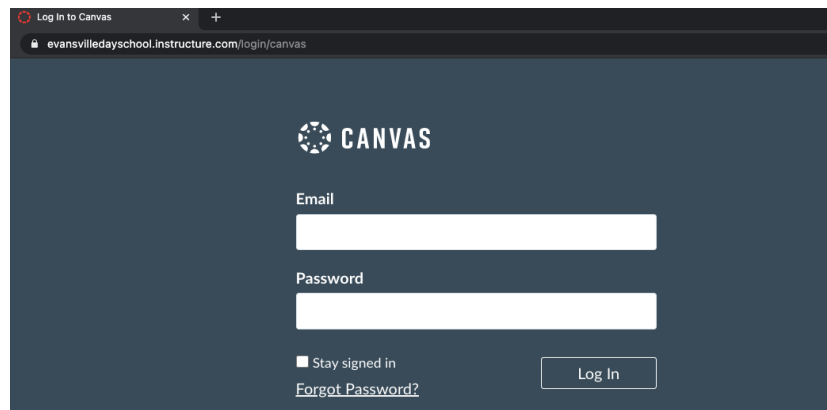 Log In to Canvas
evansvilledayschool.instructure.com/login/canvas
CANVAS
Email
Password
Stay signed in
Log In
Forgot Password?